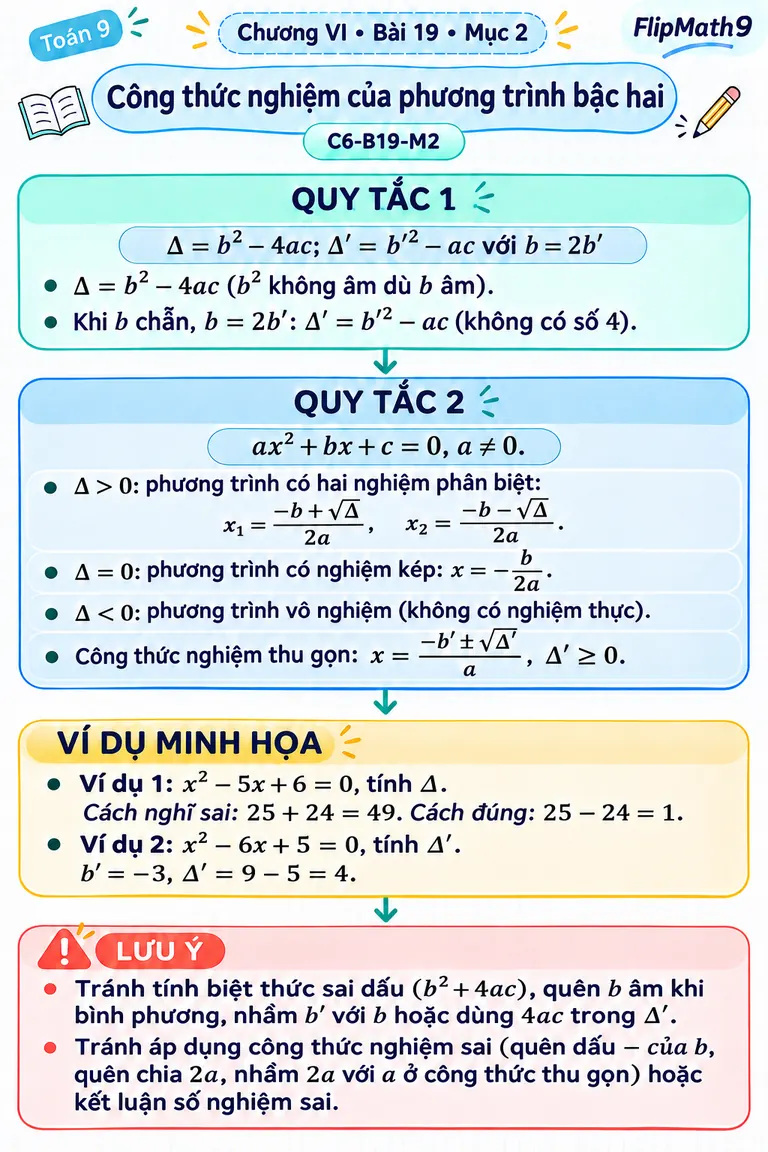 Toán 9
Chương VI • Bài 19 • Mục 2
FlipMath9
Công thức nghiệm của phương trình bậc hai
C6-B19-M2
QUY TẮC 1
Δ = b² − 4ac; Δ′ = b′² − ac với b = 2b′
• Δ = b² − 4ac (b² không âm dù b âm).
• Khi b chẵn, b = 2b′: Δ′ = b′² − ac (không có số 4).
QUY TẮC 2
ax² + bx + c = 0, a ≠ 0.
• Δ > 0: phương trình có hai nghiệm phân biệt:
x₁ = (−b + √Δ)/(2a), x₂ = (−b − √Δ)/(2a).
• Δ = 0: phương trình có nghiệm kép: x = −b/(2a).
• Δ < 0: phương trình vô nghiệm (không có nghiệm thực).
• Công thức nghiệm thu gọn: x = (−b′ ± √Δ′)/a, Δ′ ≥ 0.
VÍ DỤ MINH HỌA
• Ví dụ 1: x² − 5x + 6 = 0, tính Δ.
Cách nghĩ sai: 25 + 24 = 49. Cách đúng: 25 − 24 = 1.
• Ví dụ 2: x² − 6x + 5 = 0, tính Δ′.
b′ = −3, Δ′ = 9 − 5 = 4.
! LƯU Ý
• Tránh tính biệt thức sai dấu (b² + 4ac), quên b âm khi
bình phương, nhầm b′ với b hoặc dùng 4ac trong Δ′.
• Tránh áp dụng công thức nghiệm sai (quên dấu − của b,
quên chia 2a, nhầm 2a với a ở công thức thu gọn) hoặc
kết luận số nghiệm sai.